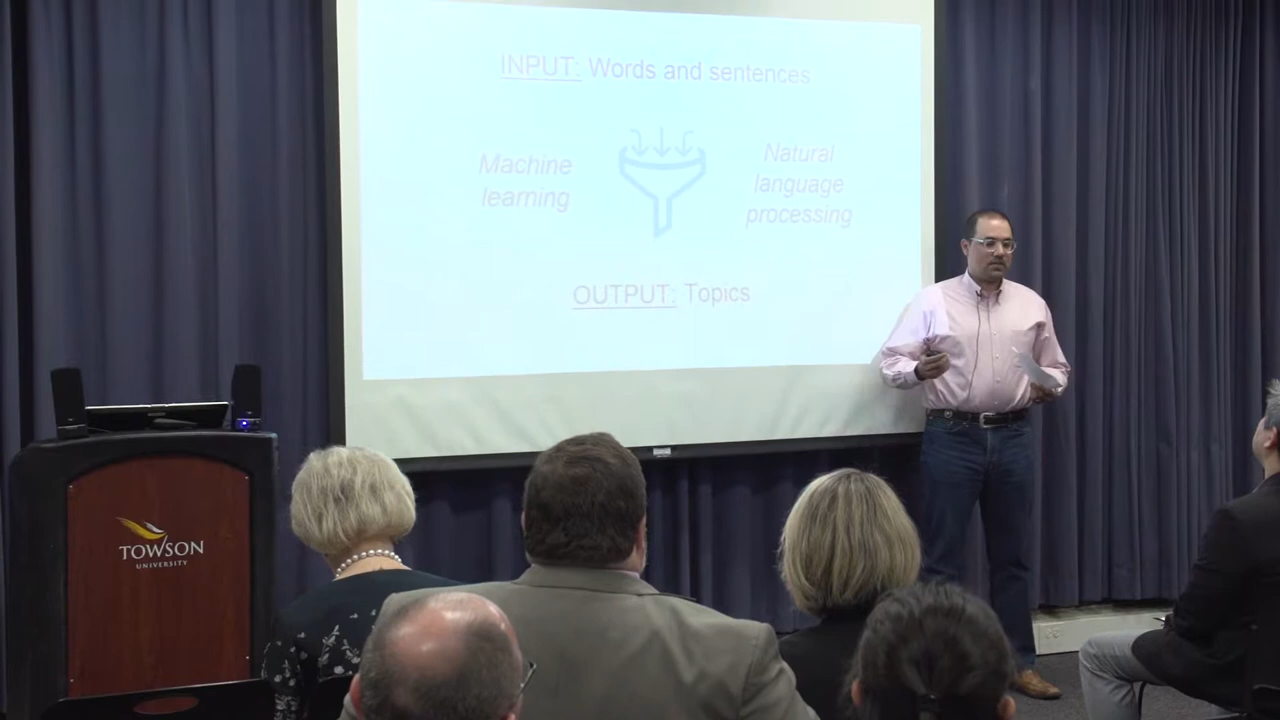 INPUT: Words and sentences
Machine
learning
Natural
language
processing
OUTPUT: Topics
TOWSON
UNIVERSITY